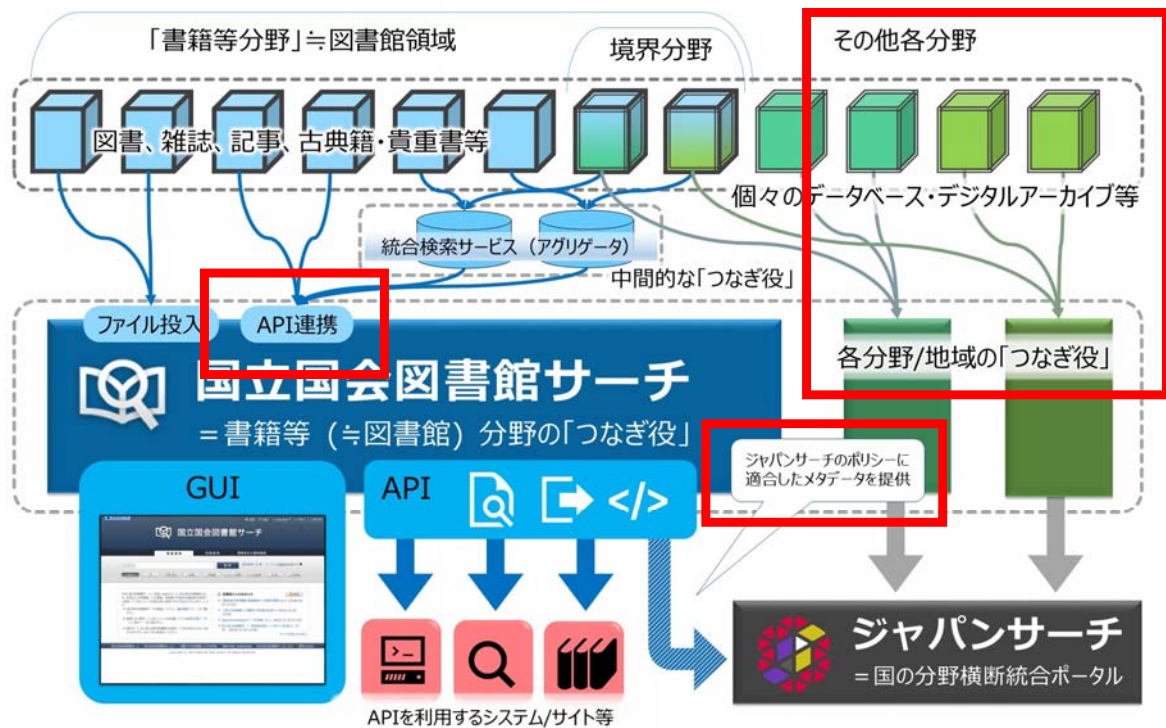 「書籍等分野」≒図書館領域
境界分野
その他各分野
図書、雑誌、記事、古典籍・貴重書等
個々のデータベース・デジタルアーカイブ等
統合検索サービス（アグリゲータ）
中間的な「つなぎ役」
ファイル投入
API連携
国立国会図書館サーチ
＝書籍等（≒図書館）分野の「つなぎ役」
各分野/地域の「つなぎ役」
ジャパンサーチのポリシーに
適合したメタデータを提供
GUI
API
</>
国立国会図書館サーチ
ジャパンサーチ
＝国の分野横断統合ポータル
APIを利用するシステム/サイト等